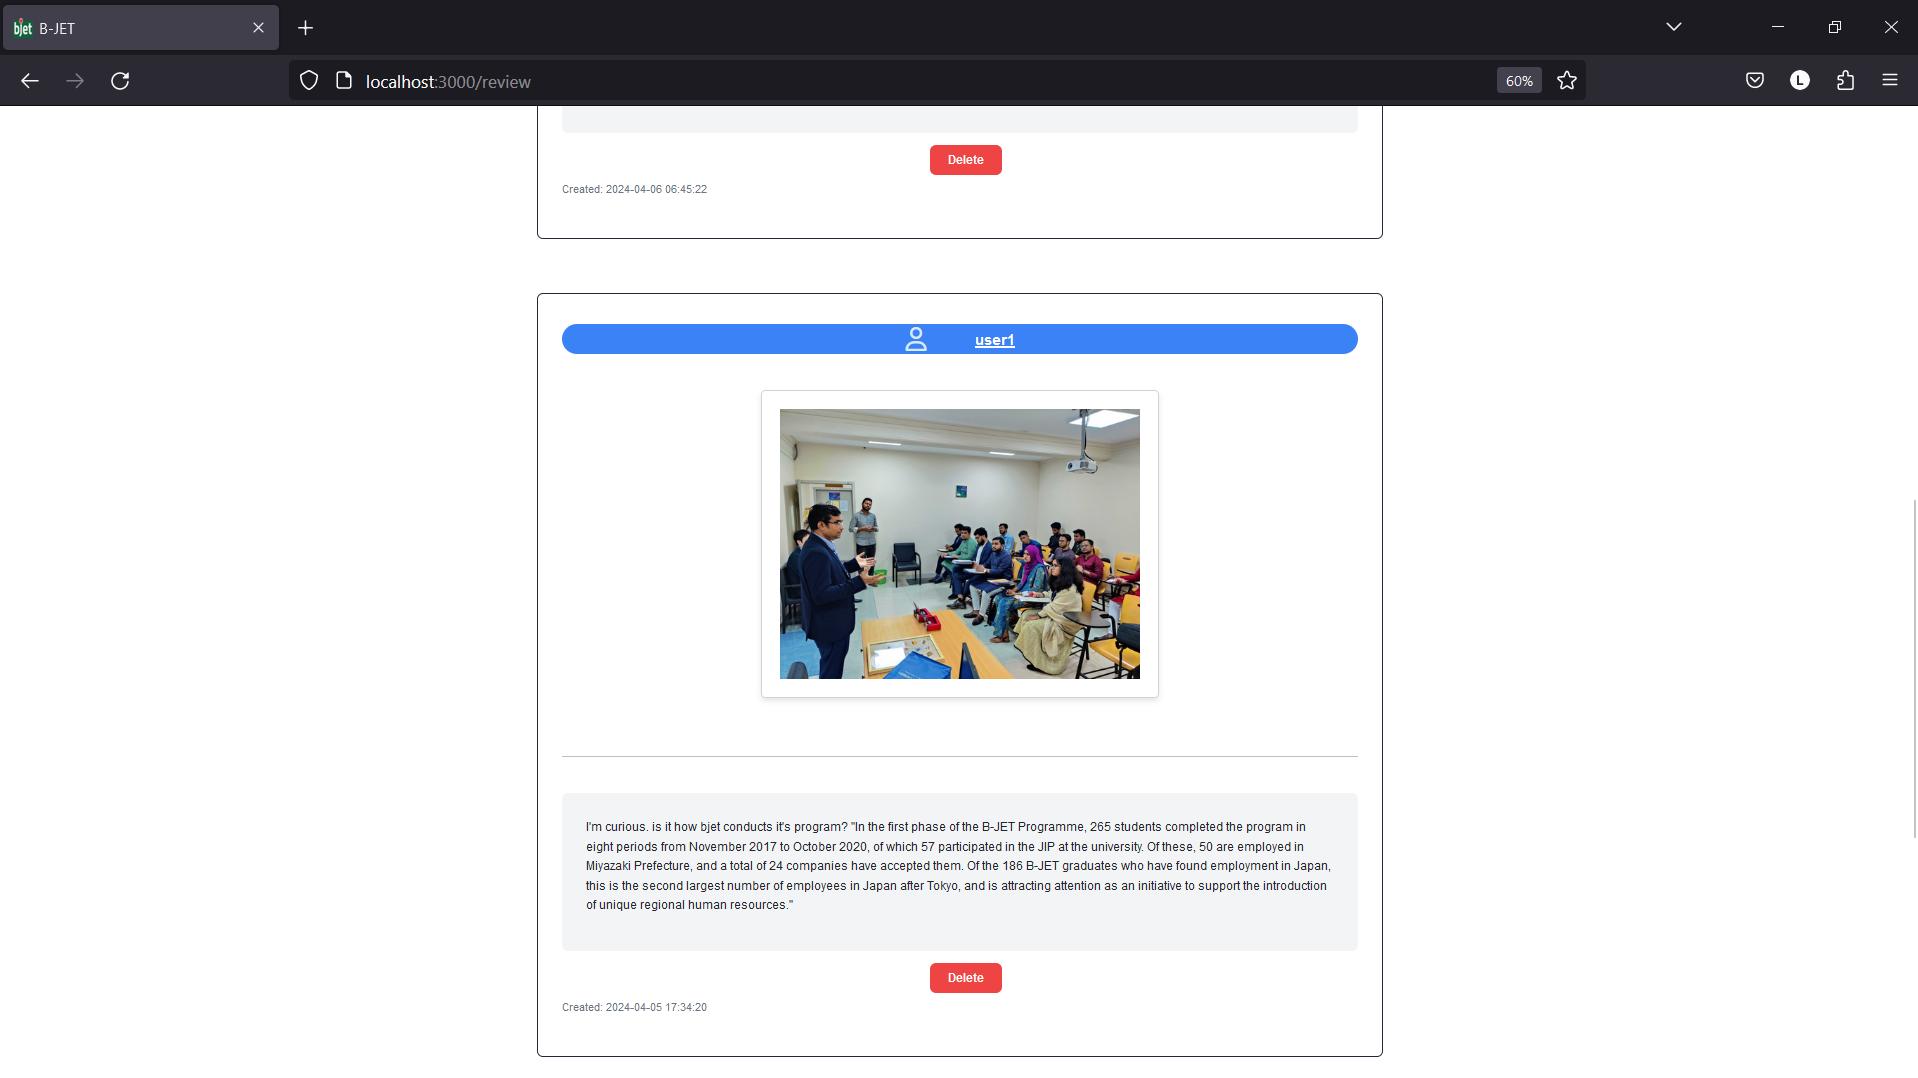 bjet B-JET
localhost:3000/review
60%
L
Delete
Created: 2024-04-06 06:45:22
user1
I'm curious. is it how bjet conducts it's program? "In the first phase of the B-JET Programme, 265 students completed the program in
eight periods from November 2017 to October 2020, of which 57 participated in the JIP at the university. Of these, 50 are employed in
Miyazaki Prefecture, and a total of 24 companies have accepted them. Of the 186 B-JET graduates who have found employment in Japan,
this is the second largest number of employees in Japan after Tokyo, and is attracting attention as an initiative to support the introduction
of unique regional human resources."
Delete
Created: 2024-04-05 17:34:20